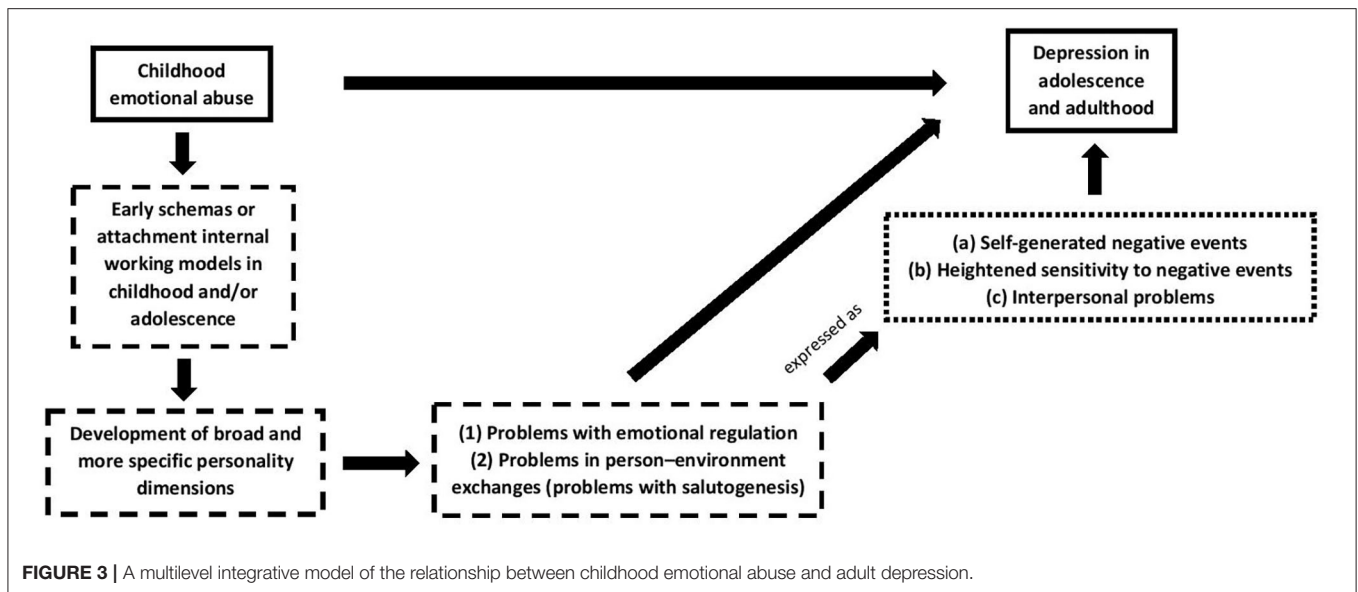 Childhood
emotional abuse
Depression in
adolescence
and adulthood
Early schemas or
attachment internal
working models in
childhood and/or
adolescence
(a) Self-generated negative events
(b) Heightened sensitivity to negative events
(c) Interpersonal problems
expressed as
Development of broad and
more specific personality
dimensions
(1) Problems with emotional regulation
(2) Problems in person–environment
exchanges (problems with salutogenesis)
FIGURE 3 | A multilevel integrative model of the relationship between childhood emotional abuse and adult depression.